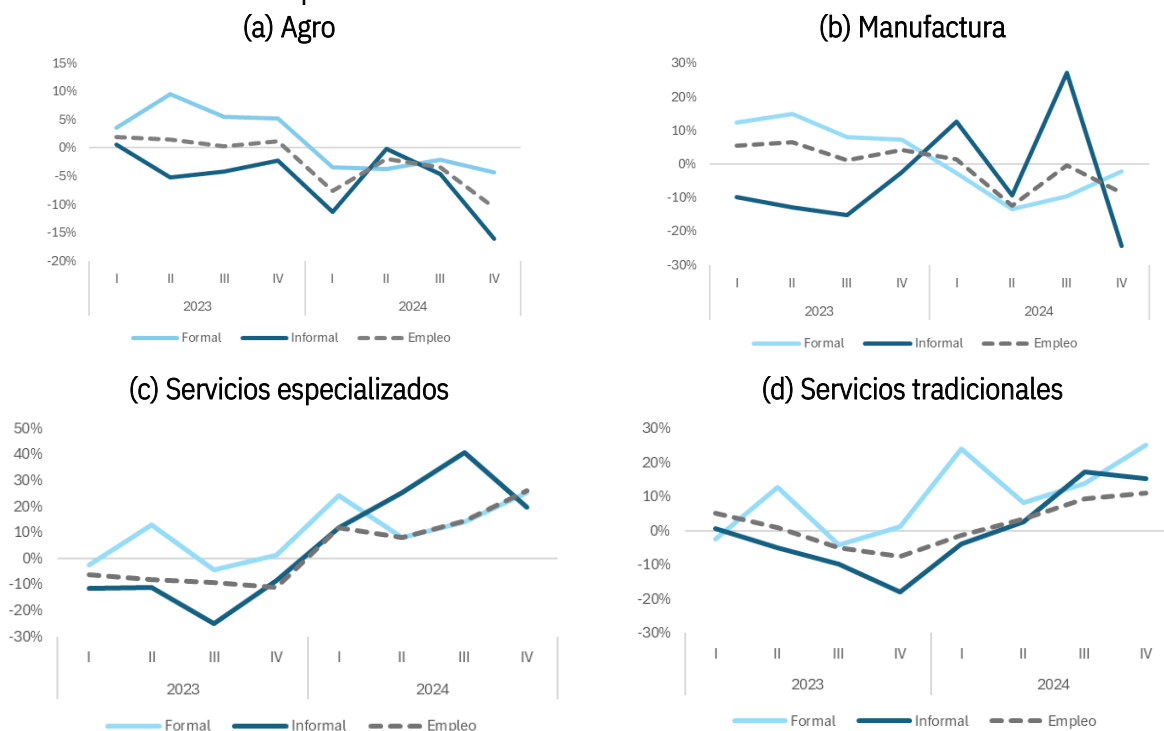 (a) Agro
15%
10%
5%
0%
-5%
-10%
-15%
-20%
I II III IV I II III IV
2023 2024
Formal Informal Empleo
(b) Manufactura
30%
20%
10%
0%
-10%
-20%
-30%
I II III IV I II III IV
2023 2024
Formal Informal Empleo
(c) Servicios especializados
50%
40%
30%
20%
10%
0%
-10%
-20%
-30%
I II III IV I II III IV
2023 2024
Formal Informal Empleo
(d) Servicios tradicionales
30%
20%
10%
0%
-10%
-20%
-30%
I II III IV I II III IV
2023 2024
Formal Informal Empleo